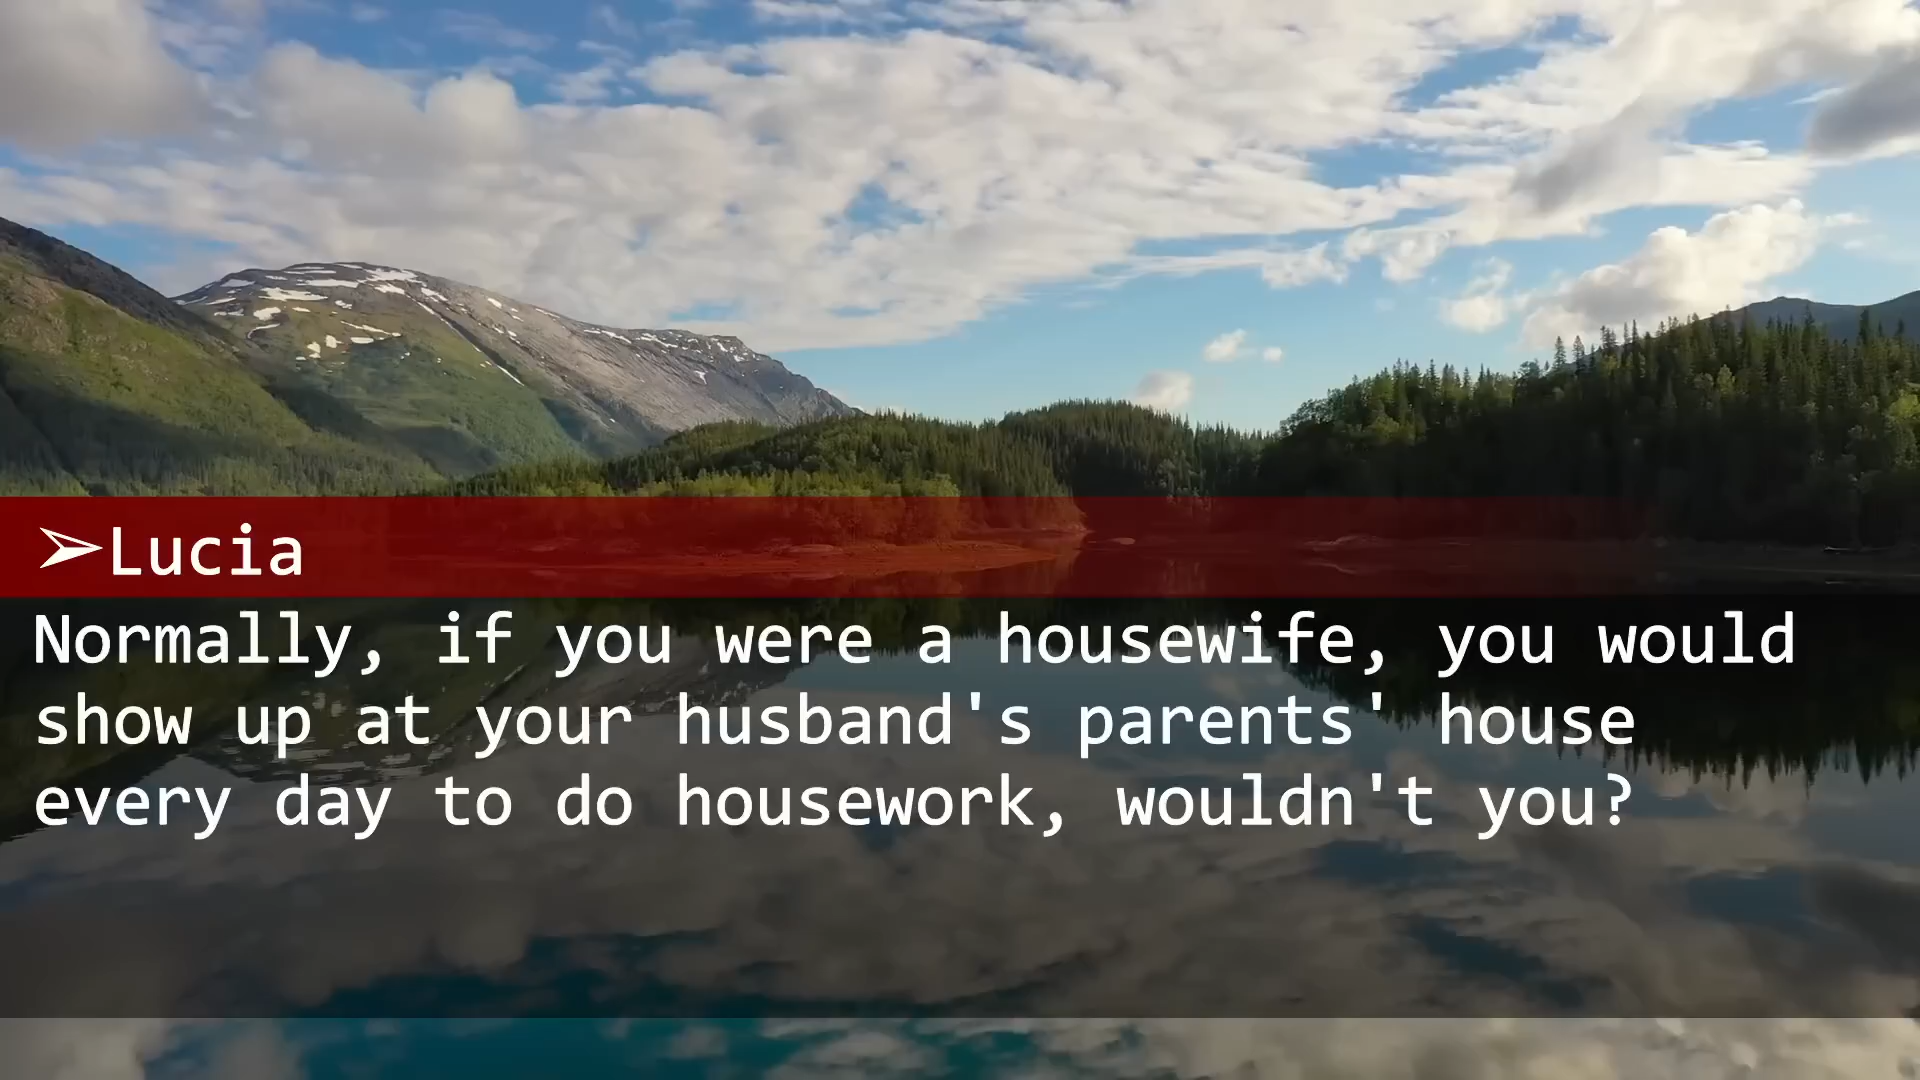 ➢Lucia
Normally, if you were a housewife, you would
show up at your husband's parents' house
every day to do housework, wouldn't you?